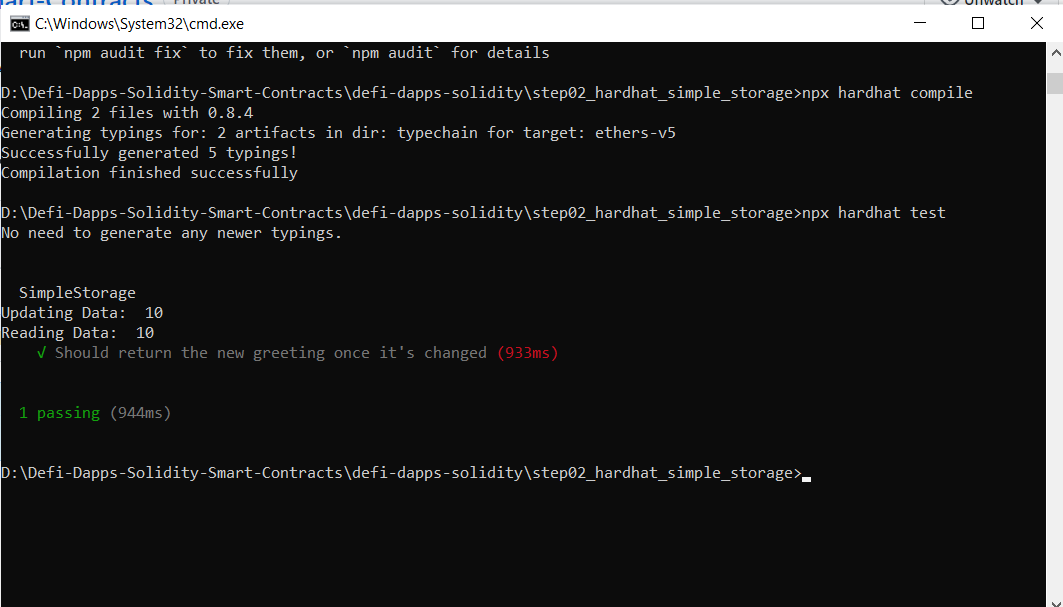 Private
C:\Windows\System32\cmd.exe
run `npm audit fix` to fix them, or `npm audit` for details
D:\Defi-Dapps-Solidity-Smart-Contracts\defi-dapps-solidity\step02_hardhat_simple_storage>npx hardhat compile
Compiling 2 files with 0.8.4
Generating typings for: 2 artifacts in dir: typechain for target: ethers-v5
Successfully generated 5 typings!
Compilation finished successfully
D:\Defi-Dapps-Solidity-Smart-Contracts\defi-dapps-solidity\step02_hardhat_simple_storage>npx hardhat test
No need to generate any newer typings.
SimpleStorage
Updating Data:  10
Reading Data:  10
√ Should return the new greeting once it's changed (933ms)
1 passing (944ms)
D:\Defi-Dapps-Solidity-Smart-Contracts\defi-dapps-solidity\step02_hardhat_simple_storage>